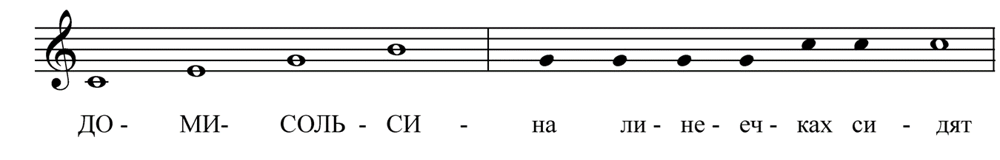 ДО - МИ- СОЛЬ - СИ - на ли - не - еч - ках си - дят